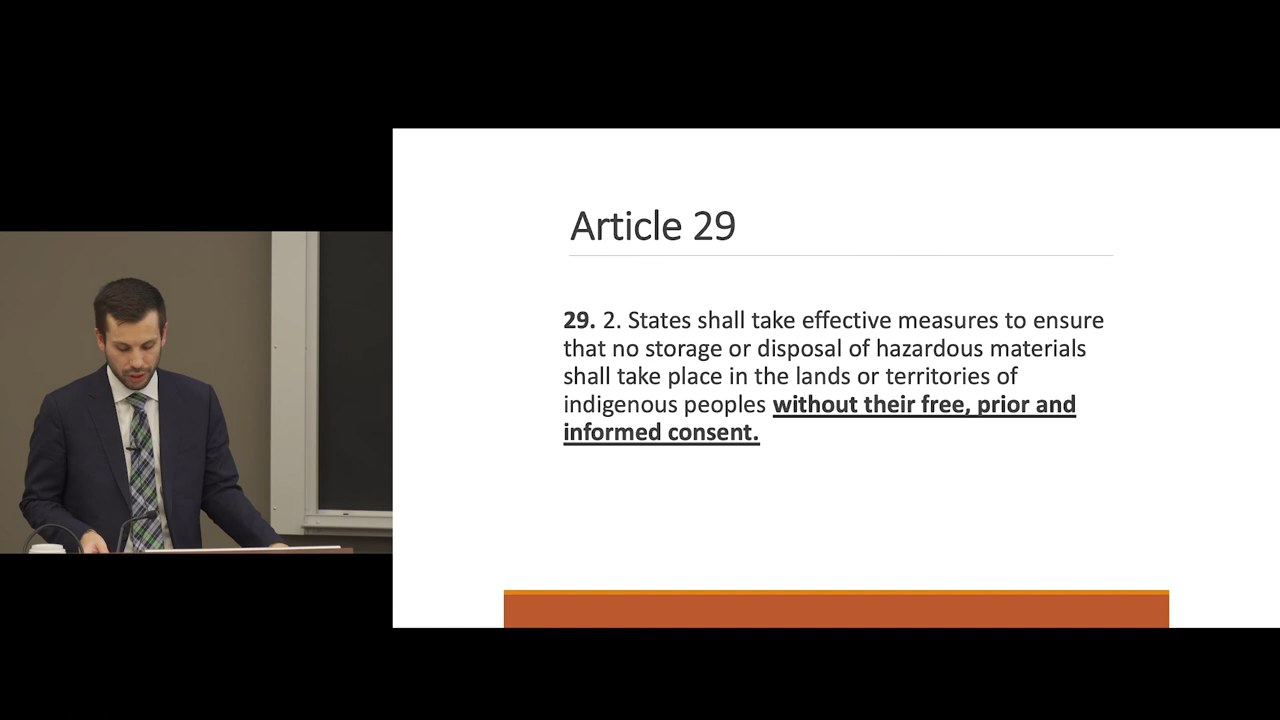 Article 29
29. 2. States shall take effective measures to ensure
that no storage or disposal of hazardous materials
shall take place in the lands or territories of
indigenous peoples without their free, prior and
informed consent.